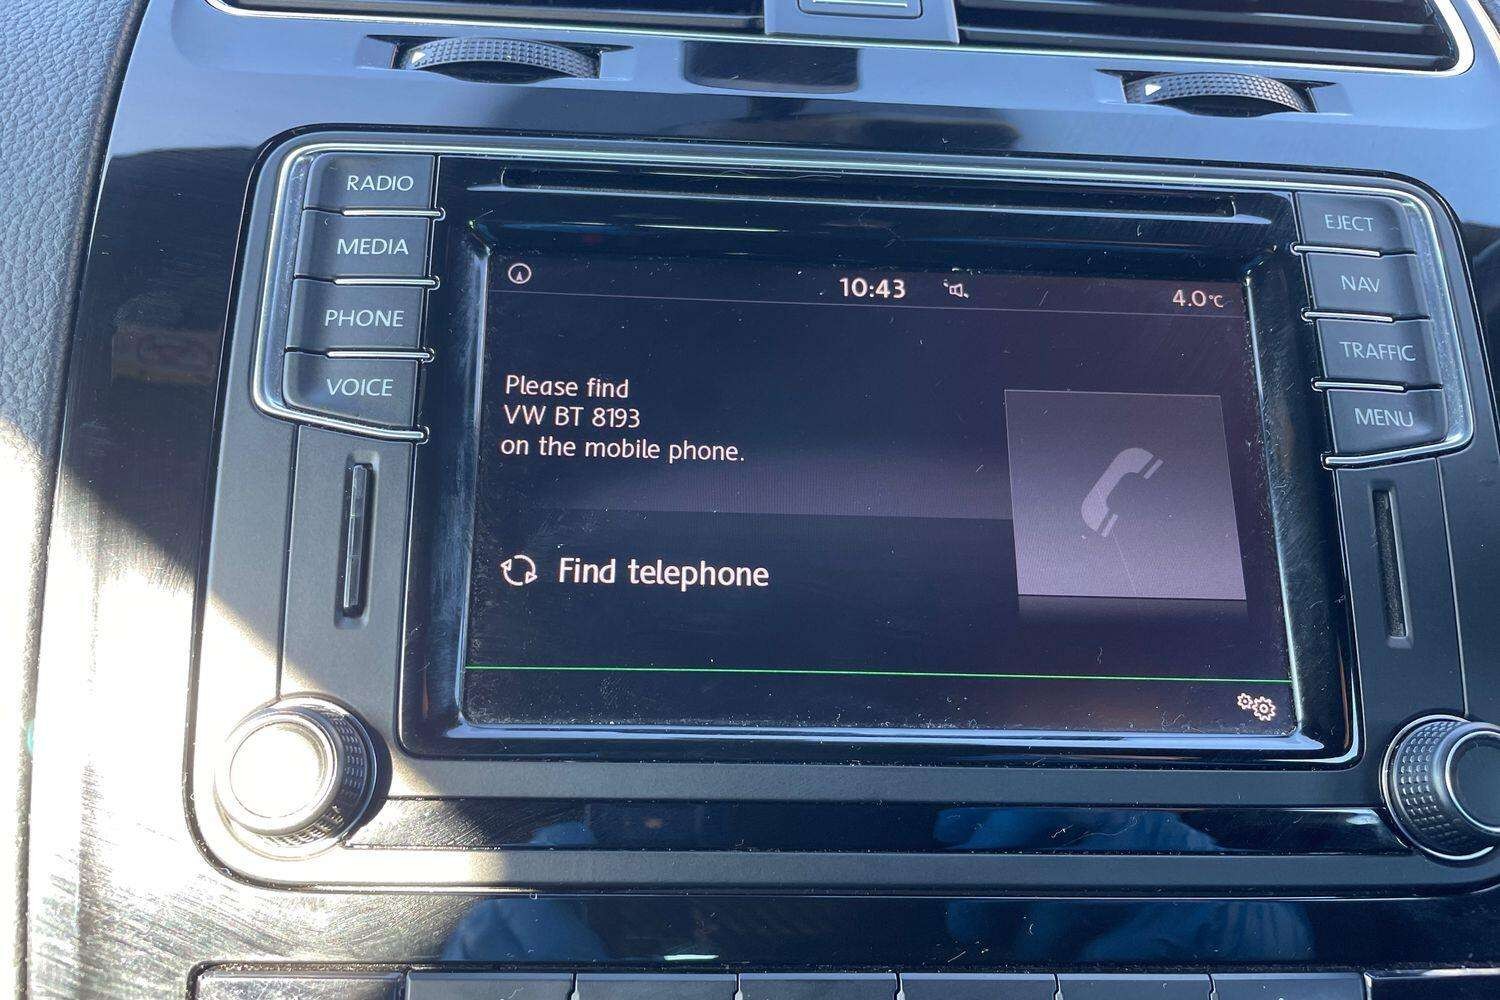 RADIO
MEDIA
PHONE
VOICE
EJECT
NAV
TRAFFIC
MENU
10:43
4.0°C
Please find
VW BT 8193
on the mobile phone.
Find telephone